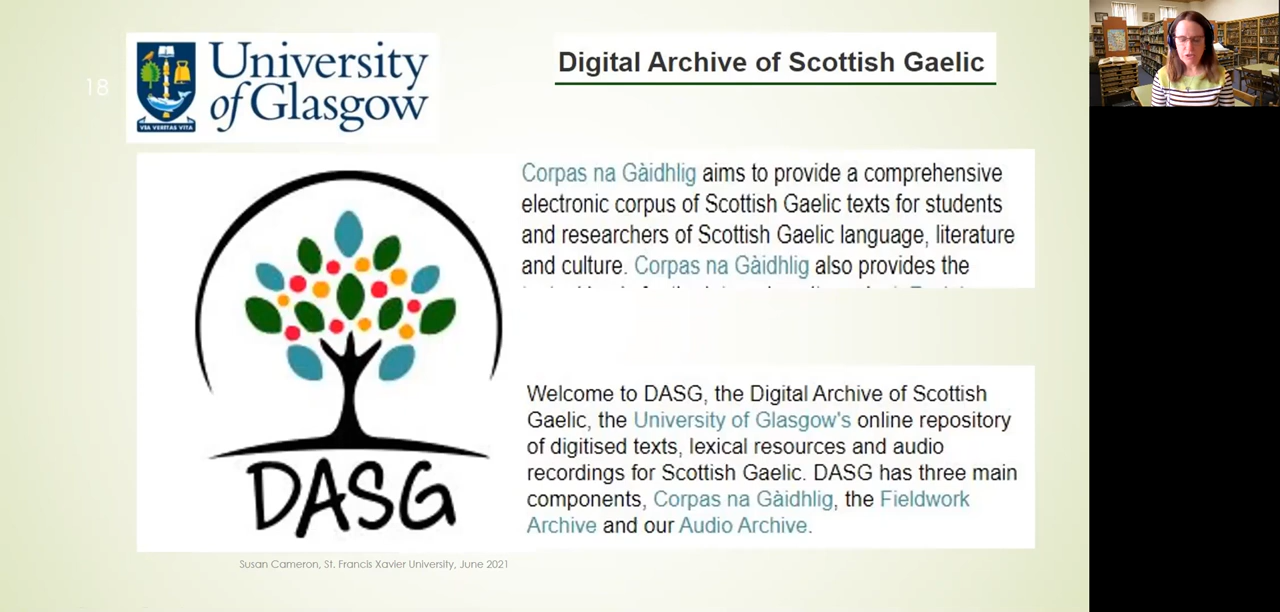 18
University
of Glasgow
VIA VERITAS VITA
Digital Archive of Scottish Gaelic
Corpas na Gàidhlig aims to provide a comprehensive
electronic corpus of Scottish Gaelic texts for students
and researchers of Scottish Gaelic language, literature
and culture. Corpas na Gàidhlig also provides the
DASG
Welcome to DASG, the Digital Archive of Scottish
Gaelic, the University of Glasgow's online repository
of digitised texts, lexical resources and audio
recordings for Scottish Gaelic. DASG has three main
components, Corpas na Gàidhlig, the Fieldwork
Archive and our Audio Archive.
Susan Cameron, St. Francis Xavier University, June 2021